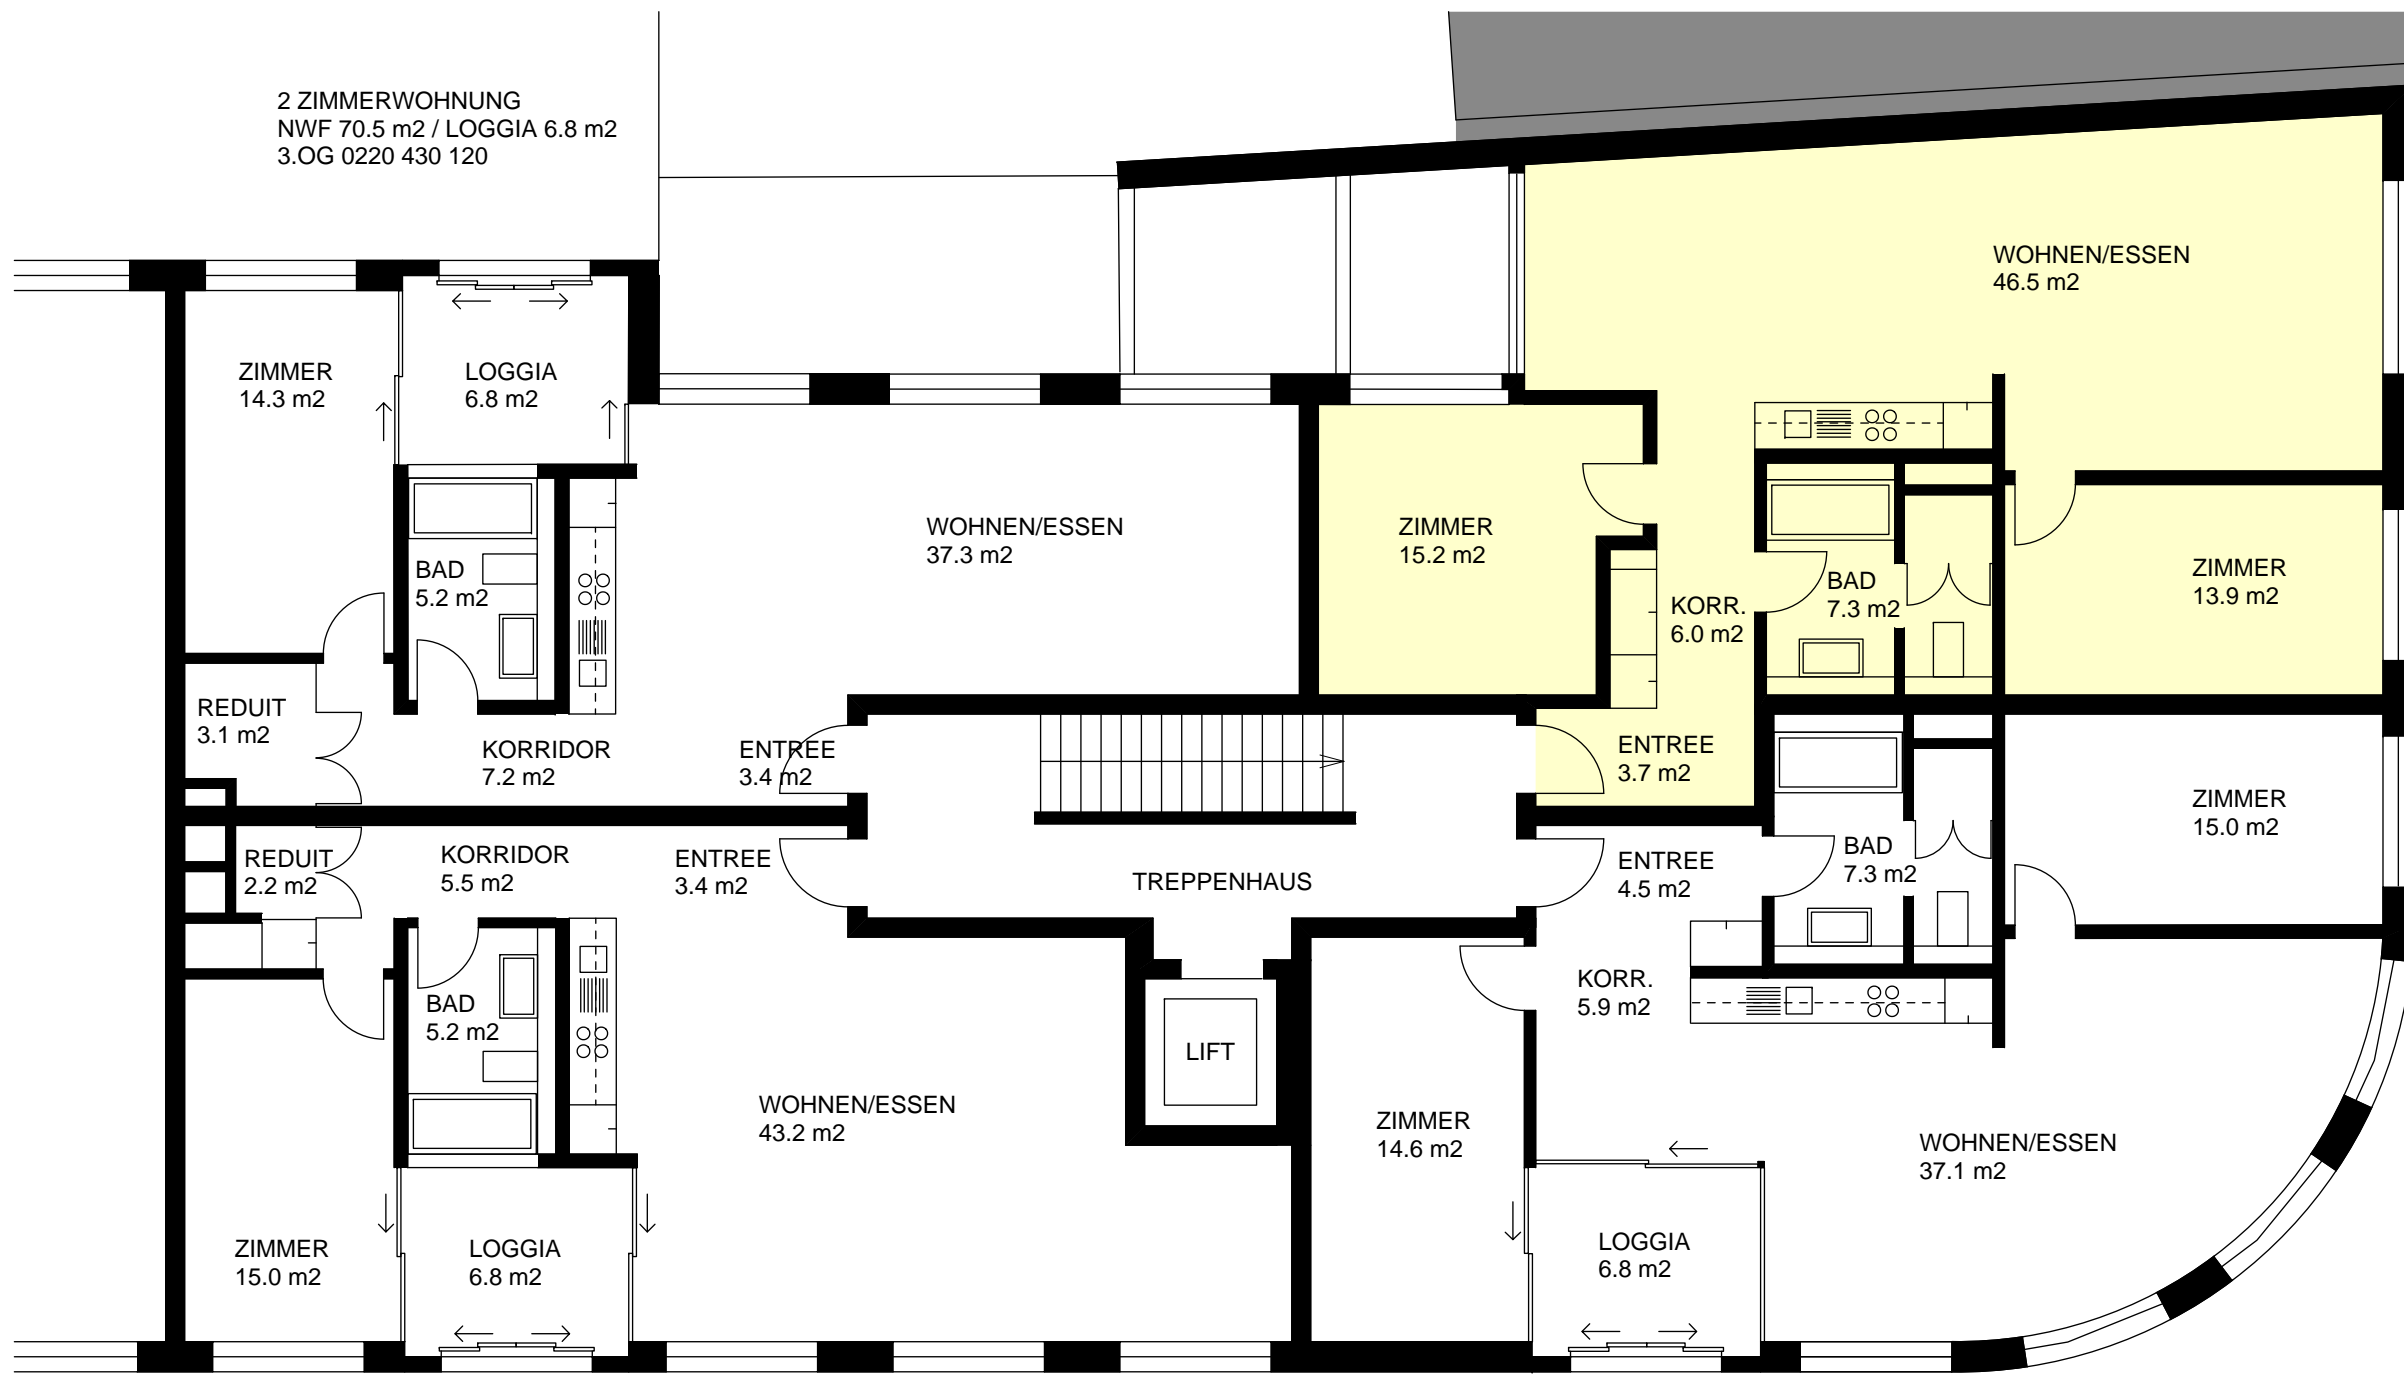 2 ZIMMERWOHNUNG
NWF 70.5 m2 / LOGGIA 6.8 m2
3.OG 0220 430 120
WOHNEN/ESSEN
46.5 m2
ZIMMER
14.3 m2
LOGGIA
6.8 m2
WOHNEN/ESSEN
37.3 m2
ZIMMER
15.2 m2
BAD
5.2 m2
KORR.
6.0 m2
BAD
7.3 m2
ZIMMER
13.9 m2
REDUIT
3.1 m2
KORRIDOR
7.2 m2
ENTREE
3.4 m2
ENTREE
3.7 m2
ZIMMER
15.0 m2
REDUIT
2.2 m2
KORRIDOR
5.5 m2
ENTREE
3.4 m2
TREPPENHAUS
ENTREE
4.5 m2
BAD
7.3 m2
BAD
5.2 m2
KORR.
5.9 m2
LIFT
WOHNEN/ESSEN
43.2 m2
ZIMMER
14.6 m2
WOHNEN/ESSEN
37.1 m2
ZIMMER
15.0 m2
LOGGIA
6.8 m2
LOGGIA
6.8 m2